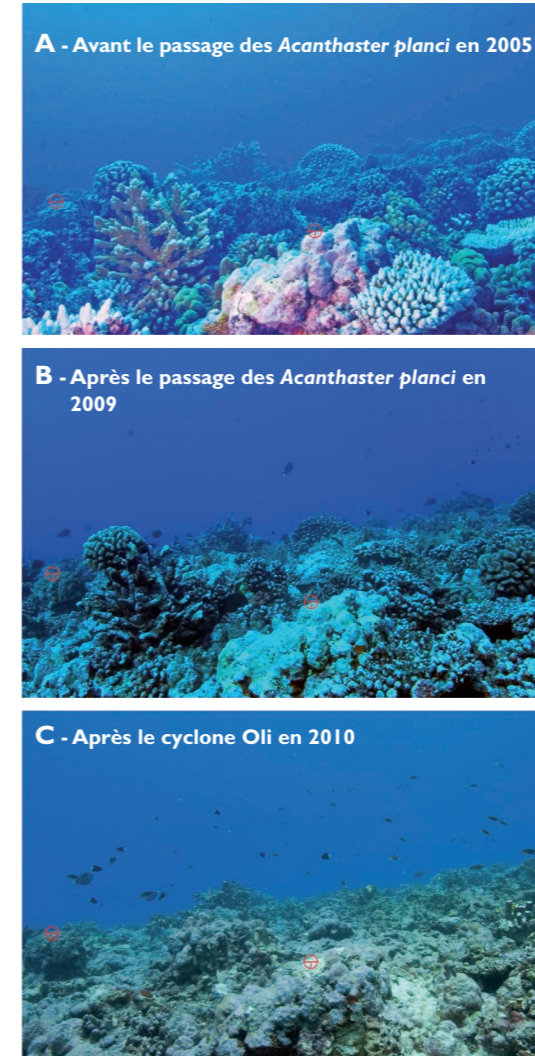 A - Avant le passage des Acanthaster planci en 2005
B - Après le passage des Acanthaster planci en
2009
C - Après le cyclone Oli en 2010